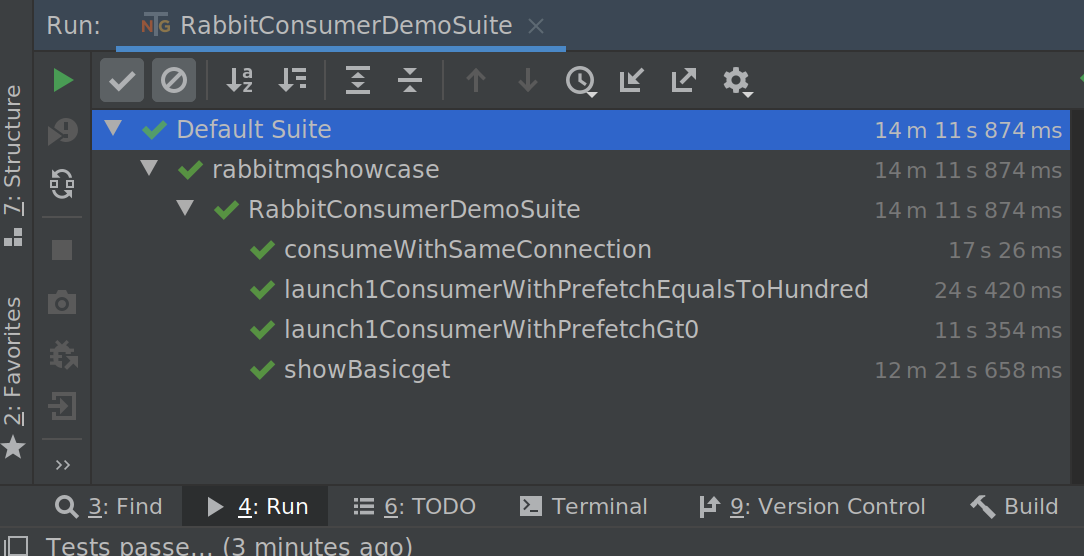 Run: NTG RabbitConsumerDemoSuite
Default Suite 14 m 11 s 874 ms
rabbitmqshowcase 14 m 11 s 874 ms
RabbitConsumerDemoSuite 14 m 11 s 874 ms
consumeWithSameConnection 17 s 26 ms
launch1ConsumerWithPrefetchEqualsToHundred 24 s 420 ms
launch1ConsumerWithPrefetchGt0 11 s 354 ms
showBasicget 12 m 21 s 658 ms
7: Structure
2: Favorites
3: Find 4: Run 6: TODO Terminal 9: Version Control Build
Tests passe... (3 minutes ago)